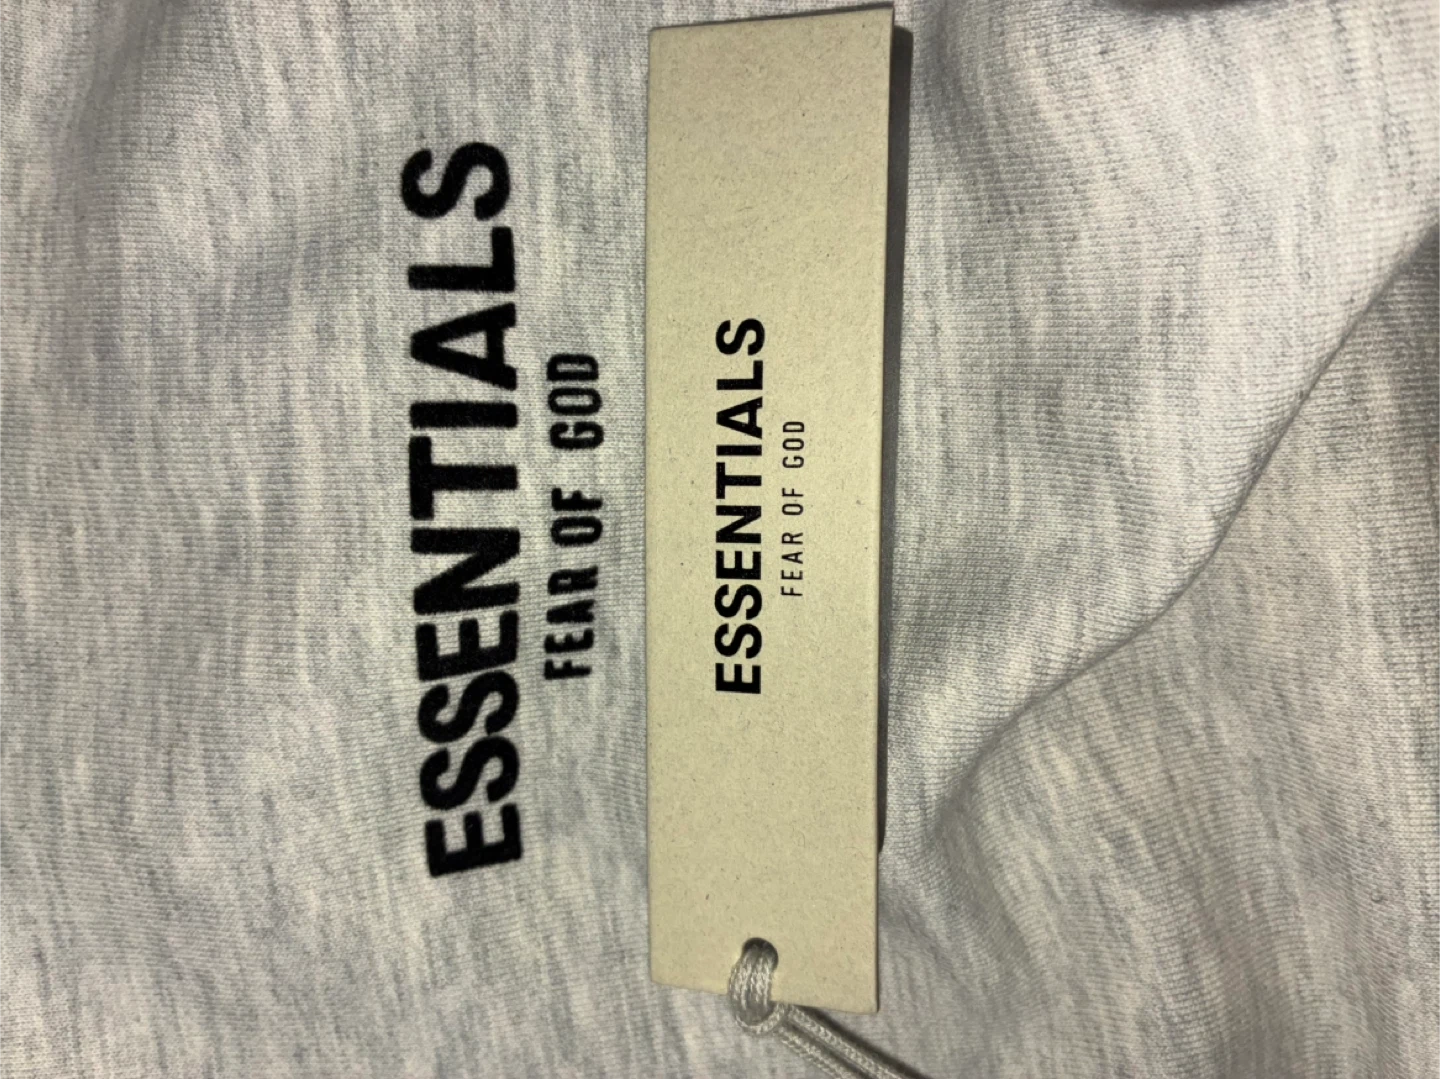 ESSENTIALS
FEAR OF GOD
ESSENTIALS
FEAR OF GOD